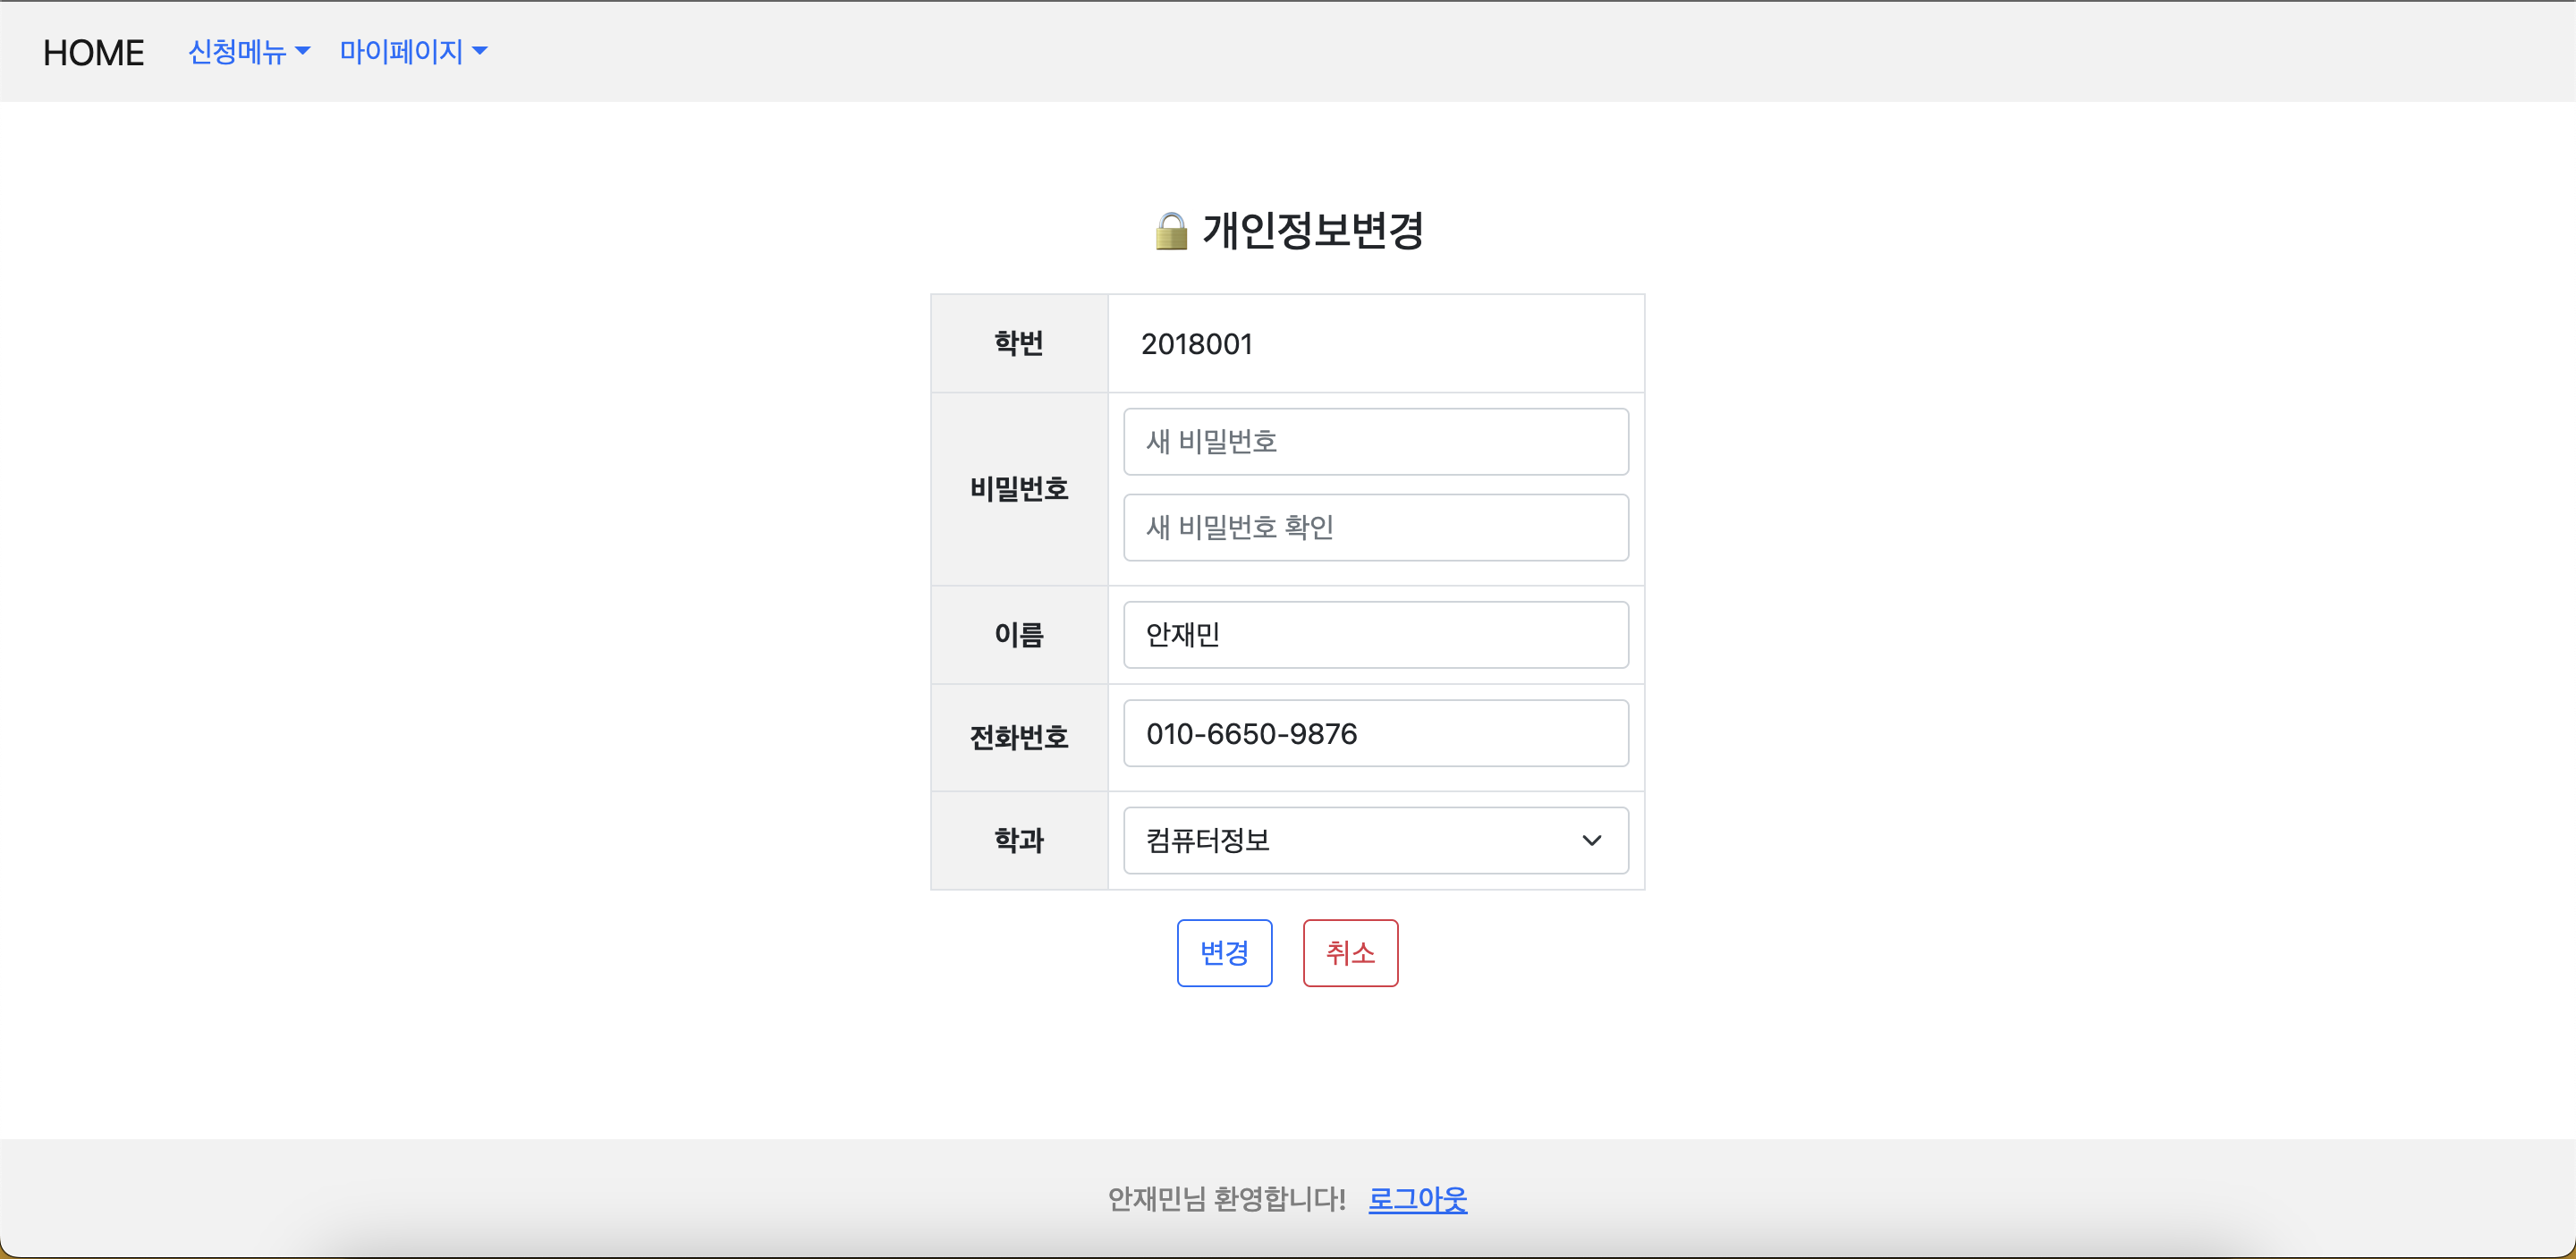 HOME 신청메뉴 마이페이지
개인정보변경
학번 2018001
비밀번호 새 비밀번호
새 비밀번호 확인
이름 안재민
전화번호 010-6650-9876
학과 컴퓨터정보
변경 취소
안재민님 환영합니다! 로그아웃